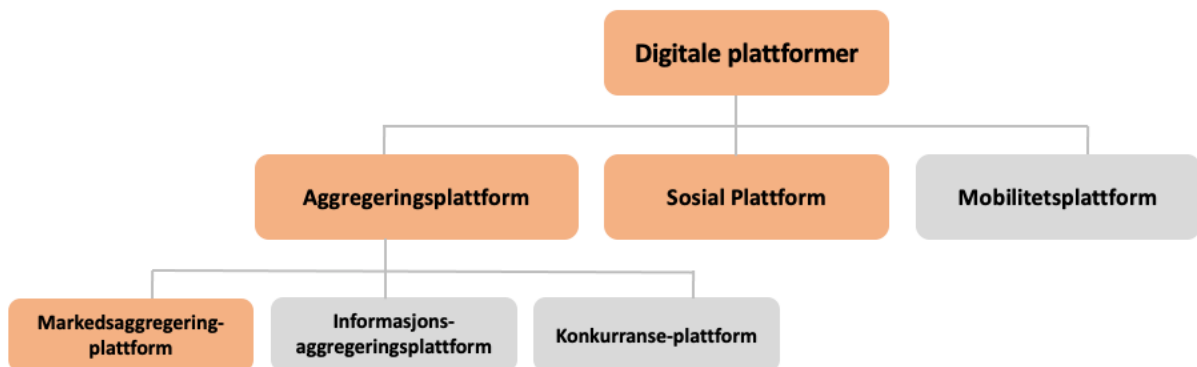 Digitale plattformer
Aggregeringsplattform
Sosial Plattform
Mobilitetsplattform
Markedsaggregering-
plattform
Informasjons-
aggregeringsplattform
Konkurranse-plattform